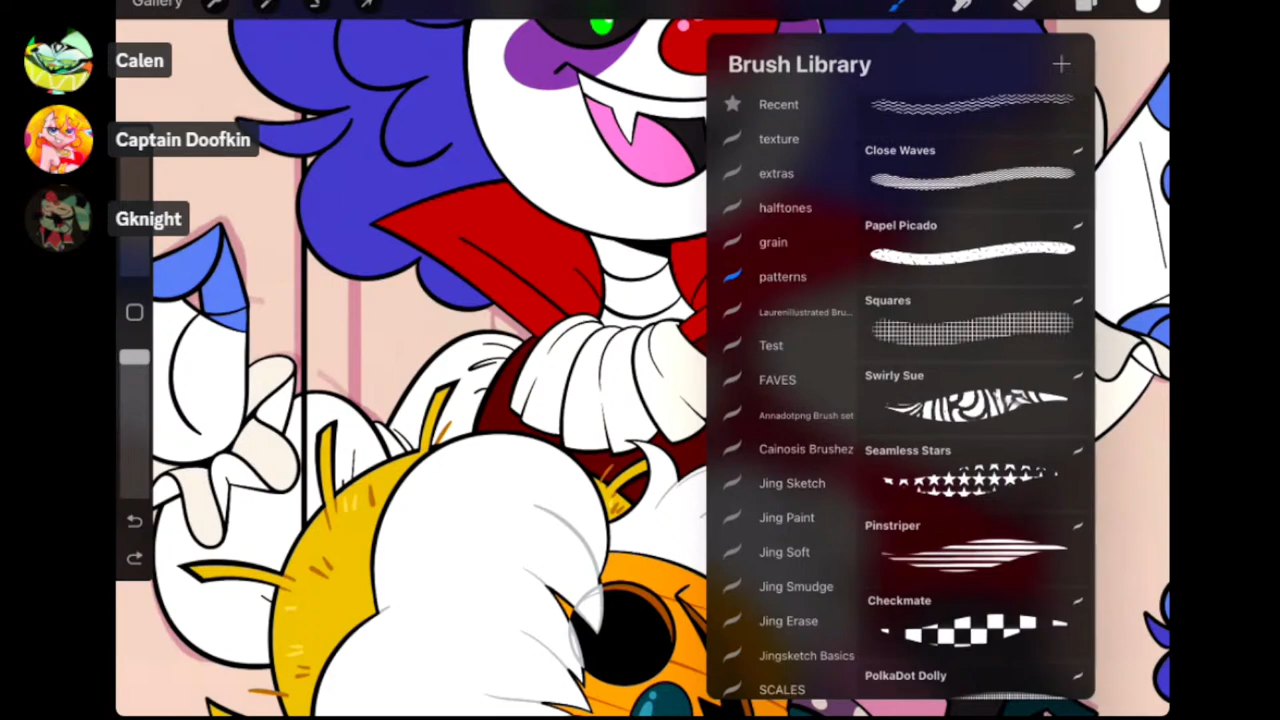 Gallery
Calen
Captain Doofkin
Gknight
Brush Library
Recent
texture
extras
halftones
grain
patterns
Laurenillustrated Bru...
Test
FAVES
Annadotpng Brush set
Cainosis Brushez
Jing Sketch
Jing Paint
Jing Soft
Jing Smudge
Jing Erase
Jingsketch Basics
SCALES
Close Waves
Papel Picado
Squares
Swirly Sue
Seamless Stars
Pinstriper
Checkmate
PolkaDot Dolly